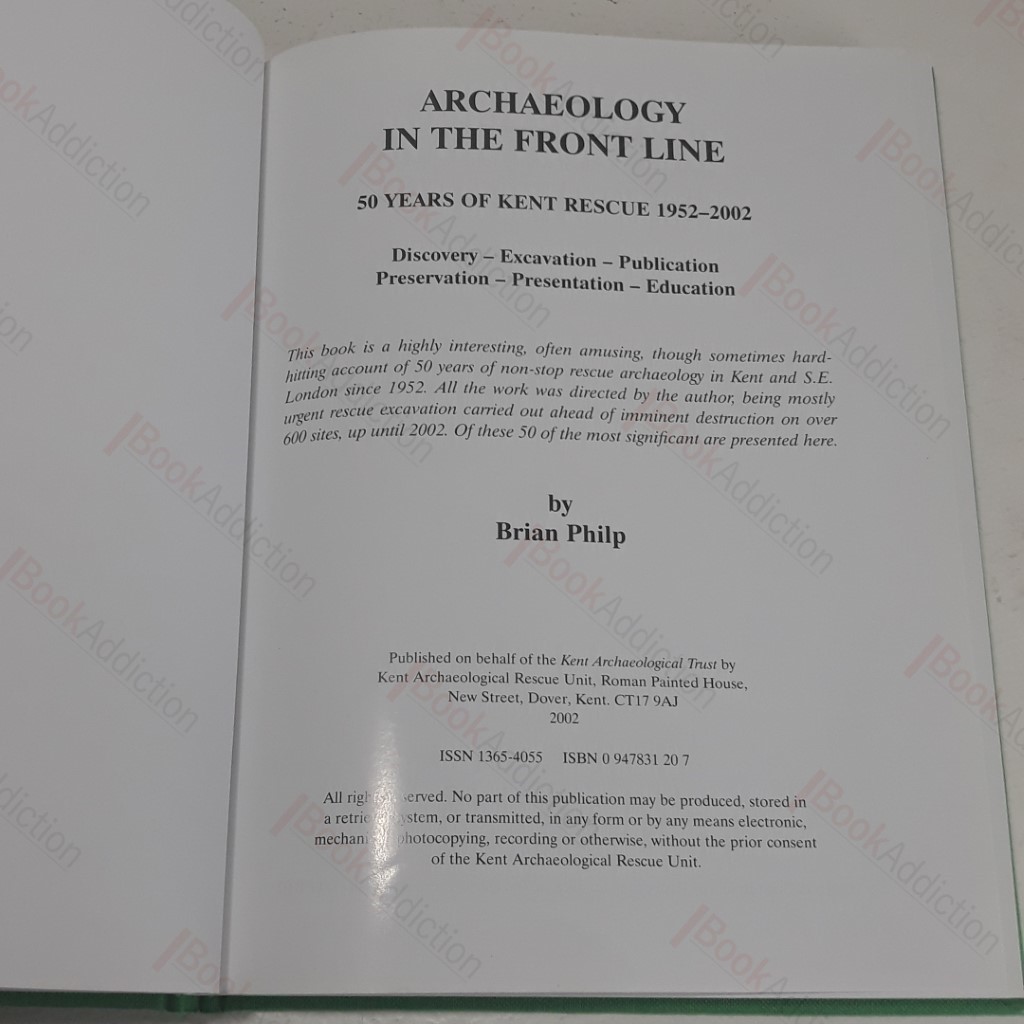 ARCHAEOLOGY
IN THE FRONT LINE
50 YEARS OF KENT RESCUE 1952–2002
Discovery – Excavation – Publication
Preservation – Presentation – Education
This book is a highly interesting, often amusing, though sometimes hard-
hitting account of 50 years of non-stop rescue archaeology in Kent and S.E.
London since 1952. All the work was directed by the author, being mostly
urgent rescue excavation carried out ahead of imminent destruction on over
600 sites, up until 2002. Of these 50 of the most significant are presented here.
by
Brian Philp
Published on behalf of the Kent Archaeological Trust by
Kent Archaeological Rescue Unit, Roman Painted House,
New Street, Dover, Kent. CT17 9AJ
2002
ISSN 1365-4055 ISBN 0 947831 20 7
All erved. No part of this publication may be produced, stored in
a ystem, or transmitted, in any form or by any means electronic,
photocopying, recording or otherwise, without the prior consent
of the Kent Archaeological Rescue Unit.
BookAddiction